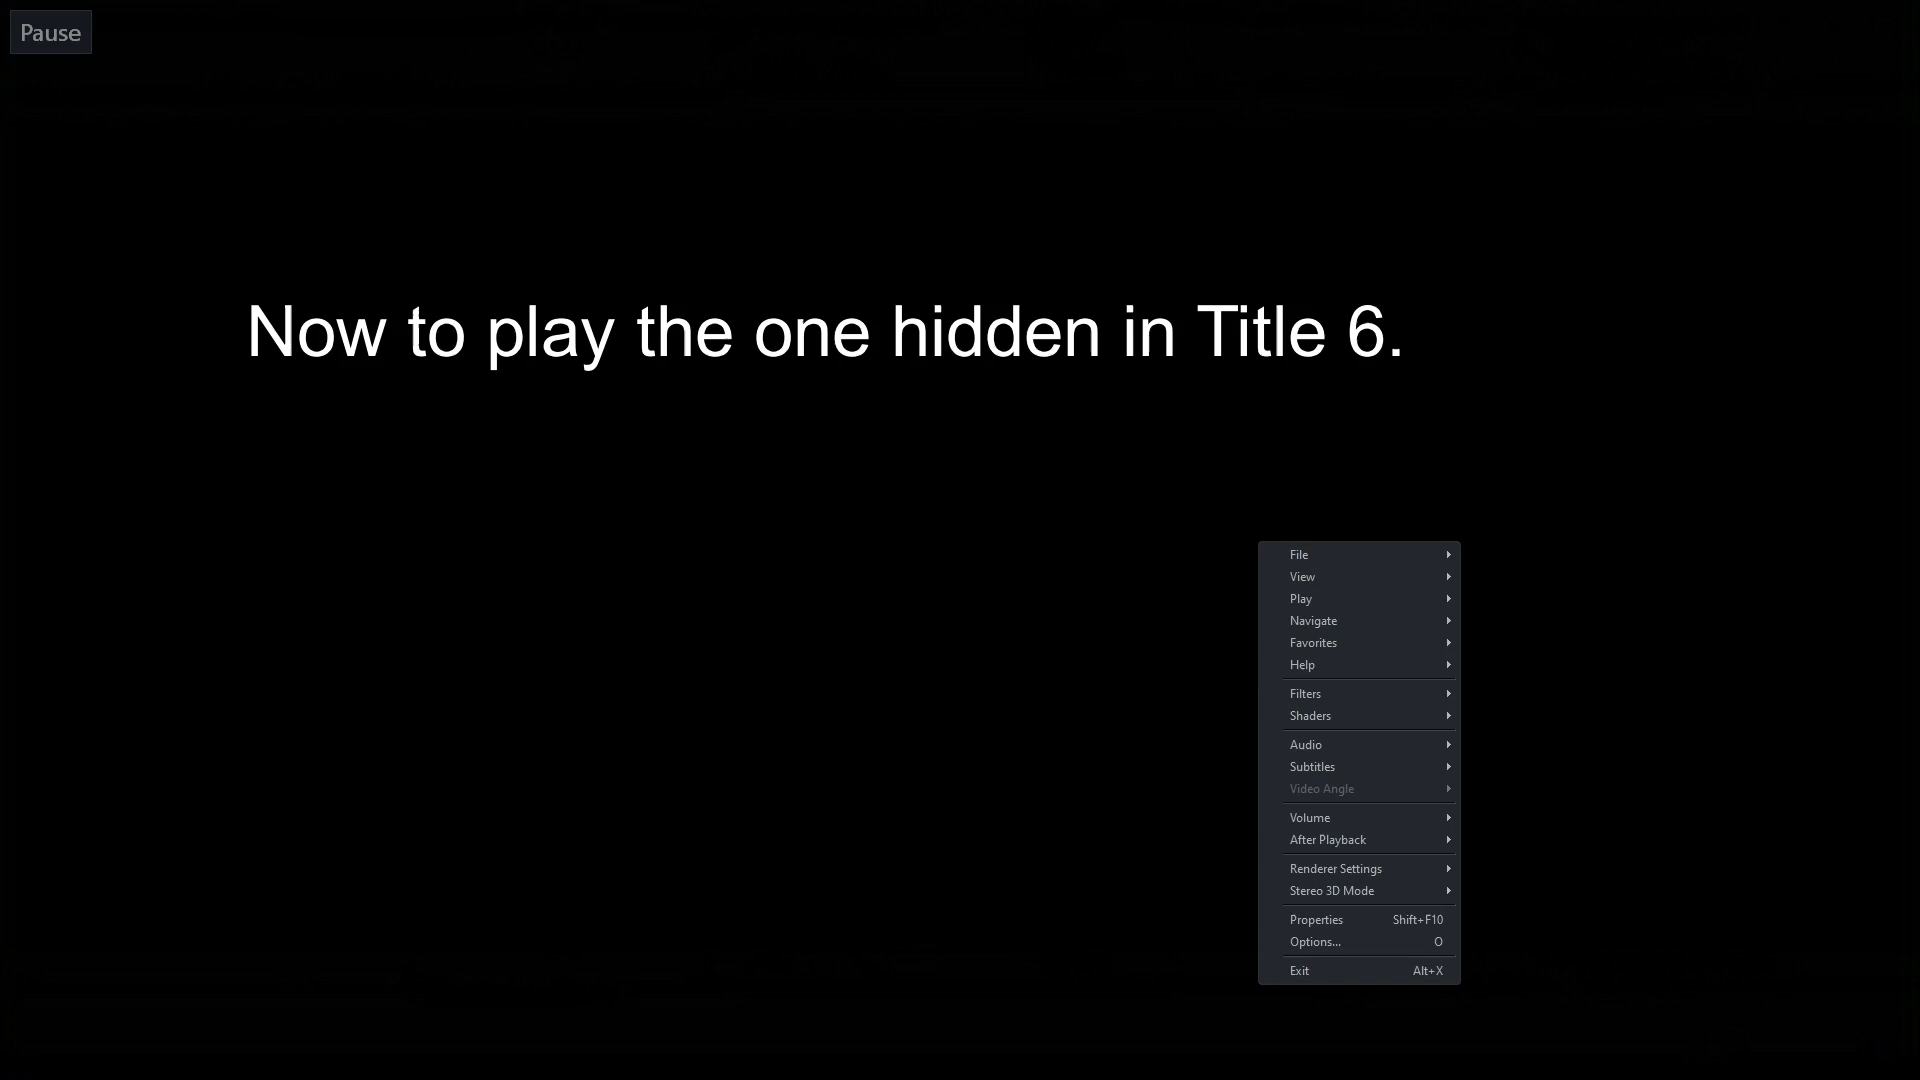 Pause
Now to play the one hidden in Title 6.
File
View
Play
Navigate
Favorites
Help
Filters
Shaders
Audio
Subtitles
Video Angle
Volume
After Playback
Renderer Settings
Stereo 3D Mode
Properties Shift+F10
Options... O
Exit Alt+X